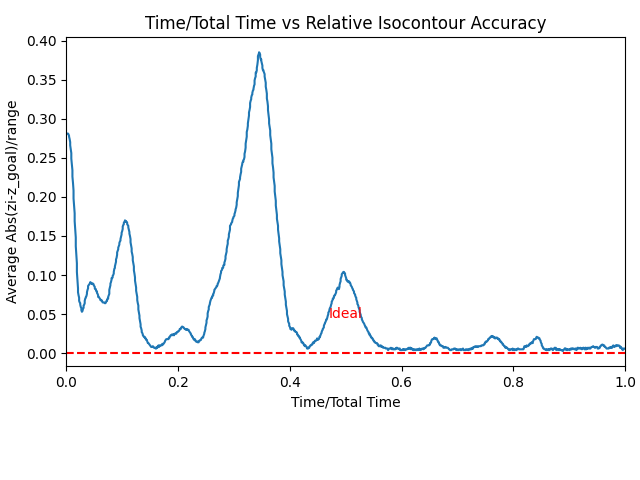 Time/Total Time vs Relative Isocontour Accuracy
Average Abs(zi-z_goal)/range
0.40
0.35
0.30
0.25
0.20
0.15
0.10
0.05
0.00
Ideal
0.0 0.2 0.4 0.6 0.8 1.0
Time/Total Time